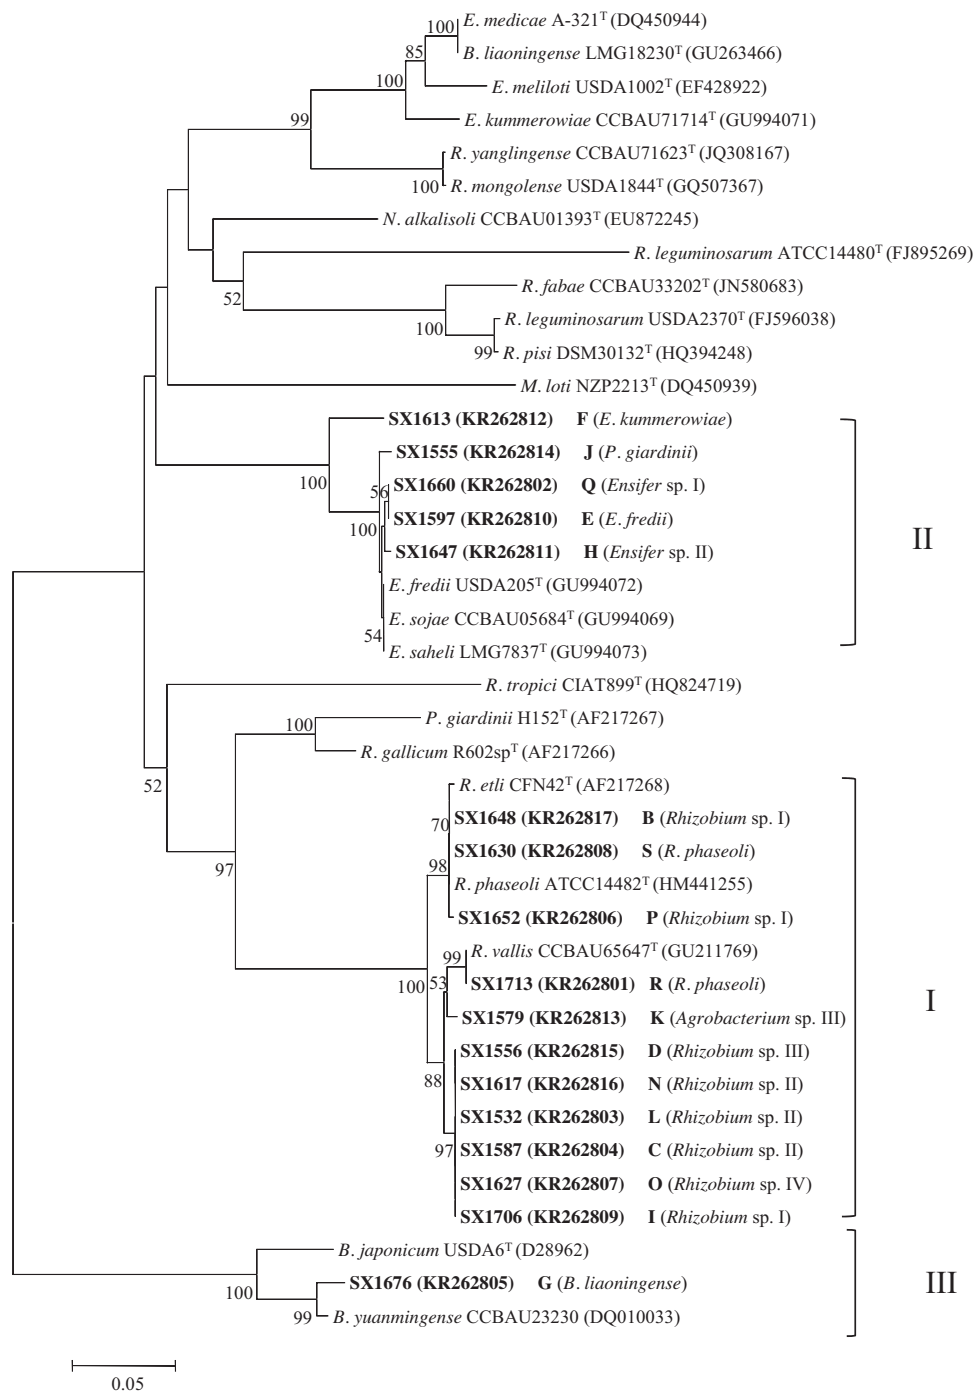 100 E. medicae A-321T (DQ450944)
B. liaoningense LMG18230T (GU263466)
85
E. meliloti USDA1002T (EF428922)
100
E. kummerowiae CCBAU71714T (GU994071)
99
R. yanglingense CCBAU71623T (JQ308167)
100 R. mongolense USDA1844T (GQ507367)
N. alkalisoli CCBAU01393T (EU872245)
R. leguminosarum ATCC14480T (FJ895269)
52
R. fabae CCBAU33202T (JN580683)
100
R. leguminosarum USDA2370T (FJ596038)
99 R. pisi DSM30132T (HQ394248)
M. loti NZP2213T (DQ450939)
SX1613 (KR262812) F (E. kummerowiae)
100
SX1555 (KR262814) J (P. giardinii)
56 SX1660 (KR262802) Q (Ensifer sp. I)
100
SX1597 (KR262810) E (E. fredii)
II
SX1647 (KR262811) H (Ensifer sp. II)
E. fredii USDA205T (GU994072)
E. sojae CCBAU05684T (GU994069)
54
E. saheli LMG7837T (GU994073)
R. tropici CIAT899T (HQ824719)
52
100 P. giardinii H152T (AF217267)
R. gallicum R602spT (AF217266)
97
R. etli CFN42T (AF217268)
70 SX1648 (KR262817) B (Rhizobium sp. I)
98 SX1630 (KR262808) S (R. phaseoli)
R. phaseoli ATCC14482T (HM441255)
SX1652 (KR262806) P (Rhizobium sp. I)
100
99 R. vallis CCBAU65647T (GU211769)
53 SX1713 (KR262801) R (R. phaseoli)
I
SX1579 (KR262813) K (Agrobacterium sp. III)
88
SX1556 (KR262815) D (Rhizobium sp. III)
SX1617 (KR262816) N (Rhizobium sp. II)
SX1532 (KR262803) L (Rhizobium sp. II)
97 SX1587 (KR262804) C (Rhizobium sp. II)
SX1627 (KR262807) O (Rhizobium sp. IV)
SX1706 (KR262809) I (Rhizobium sp. I)
B. japonicum USDA6T (D28962)
100
SX1676 (KR262805) G (B. liaoningense)
III
99 B. yuanmingense CCBAU23230 (DQ010033)
0.05